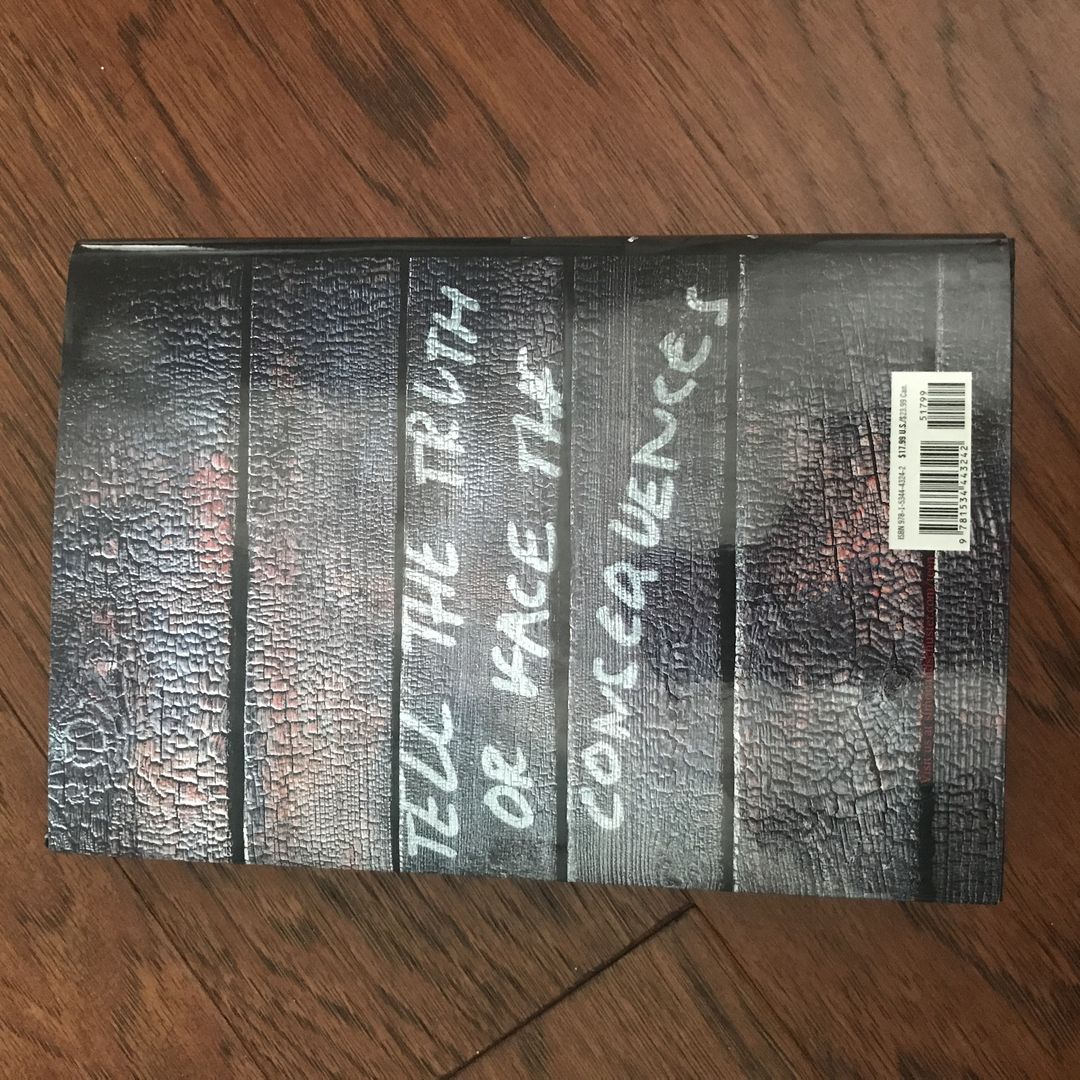 TELL THE TRUTH
OR FACE THE
CONSEQUENCES
ISBN 978-1-5344-4324-2 $17.99 U.S./$23.99 Can.
51799
9 781534 443242